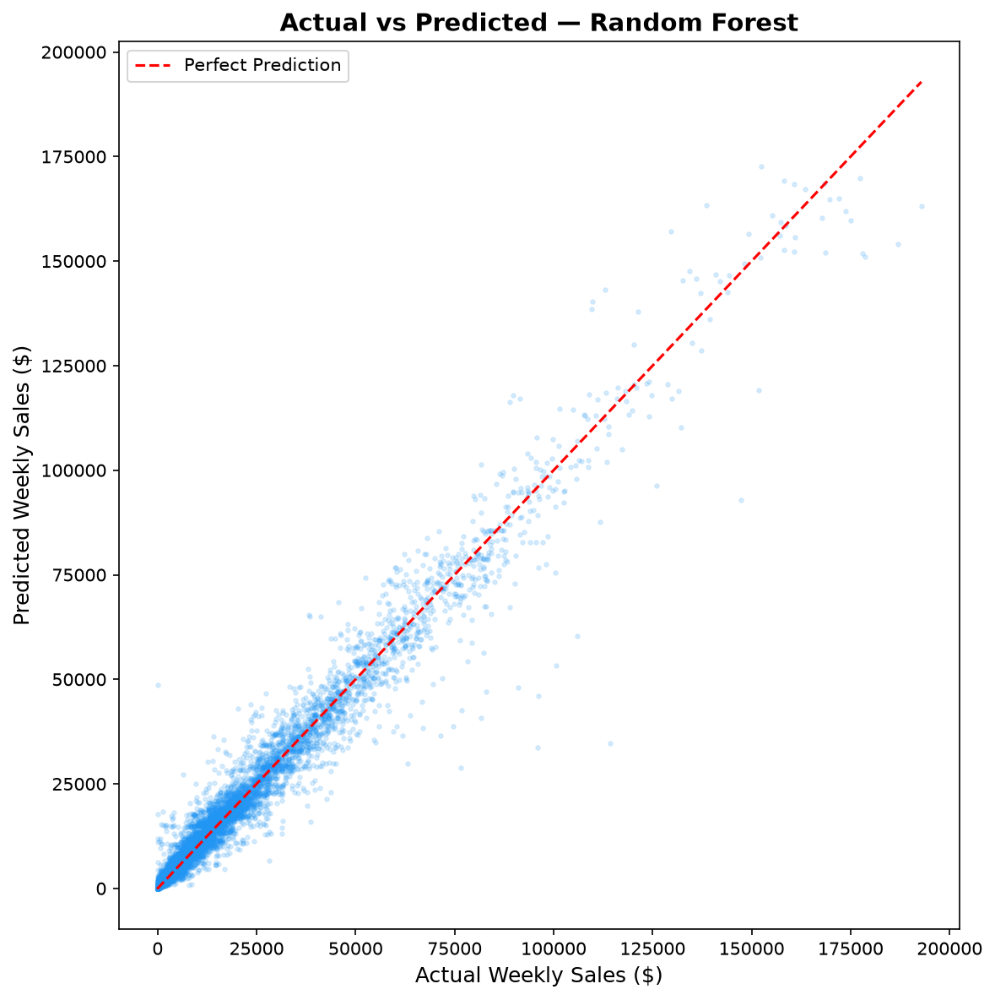 Actual vs Predicted — Random Forest
Perfect Prediction
Predicted Weekly Sales ($)
200000
175000
150000
125000
100000
75000
50000
25000
0
0 25000 50000 75000 100000 125000 150000 175000 200000
Actual Weekly Sales ($)